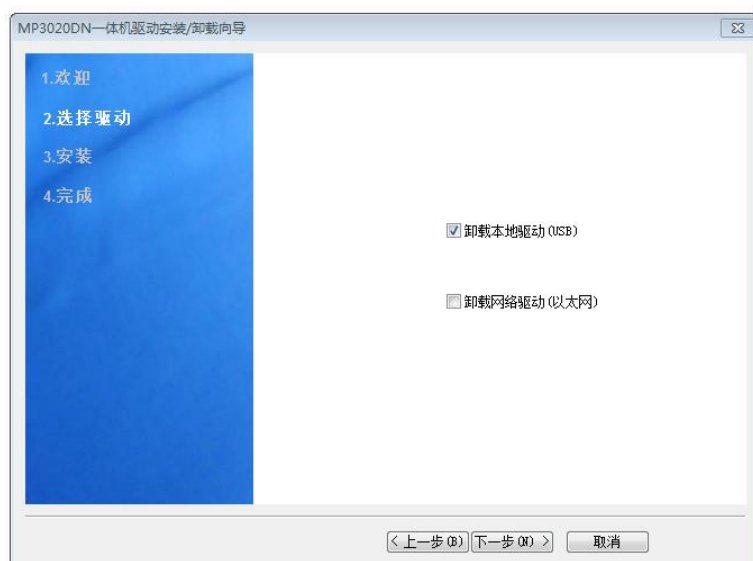 MP3020DN一体机驱动安装/卸载向导
1.欢迎
2.选择驱动
3.安装
4.完成
卸载本地驱动(USB)
卸载网络驱动(以太网)
< 上一步(B) 下一步(N) > 取消